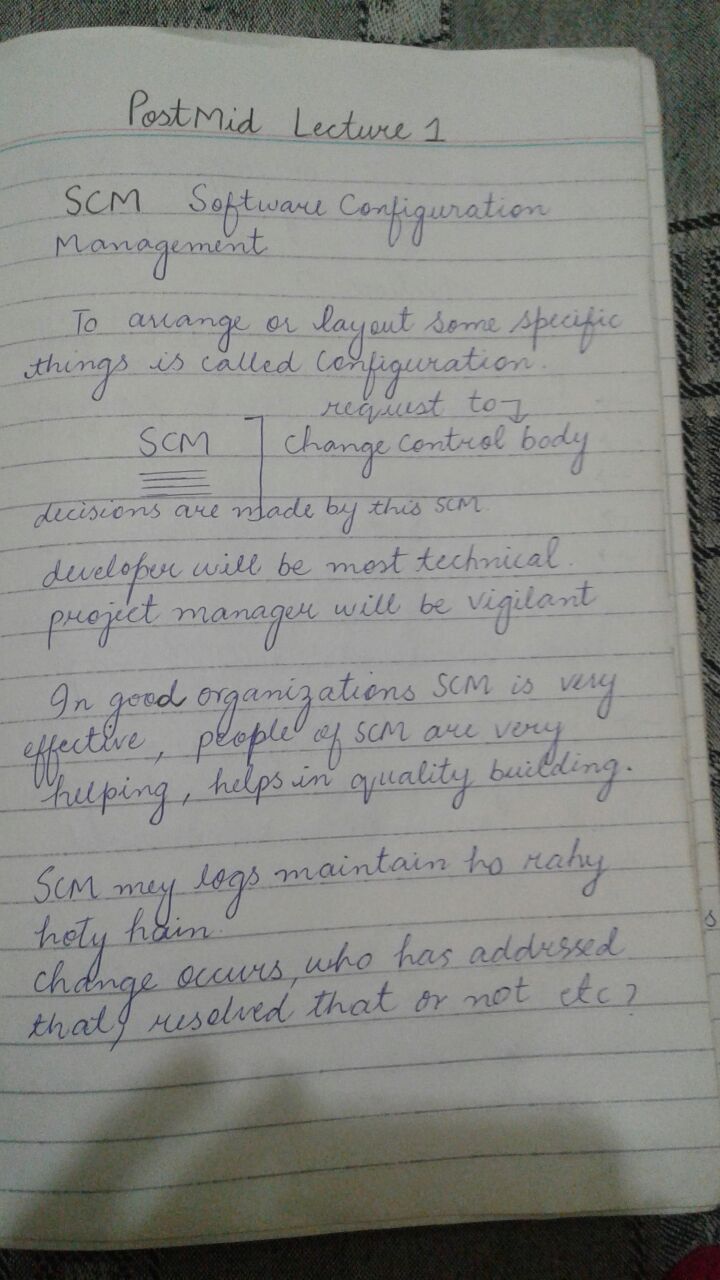 PostMid Lecture 1
SCM Software Configuration
Management
To arrange or layout some specific
things is called Configuration.
request to
SCM change control body
decisions are made by this SCM.
developer will be most technical.
project manager will be vigilant
In good organizations SCM is very
effective, people of SCM are very
helping, helps in quality building.
SCM mey logs maintain ho rahy
hoty hain.
change occurs, who has addressed
that, resolved that or not etc?
s